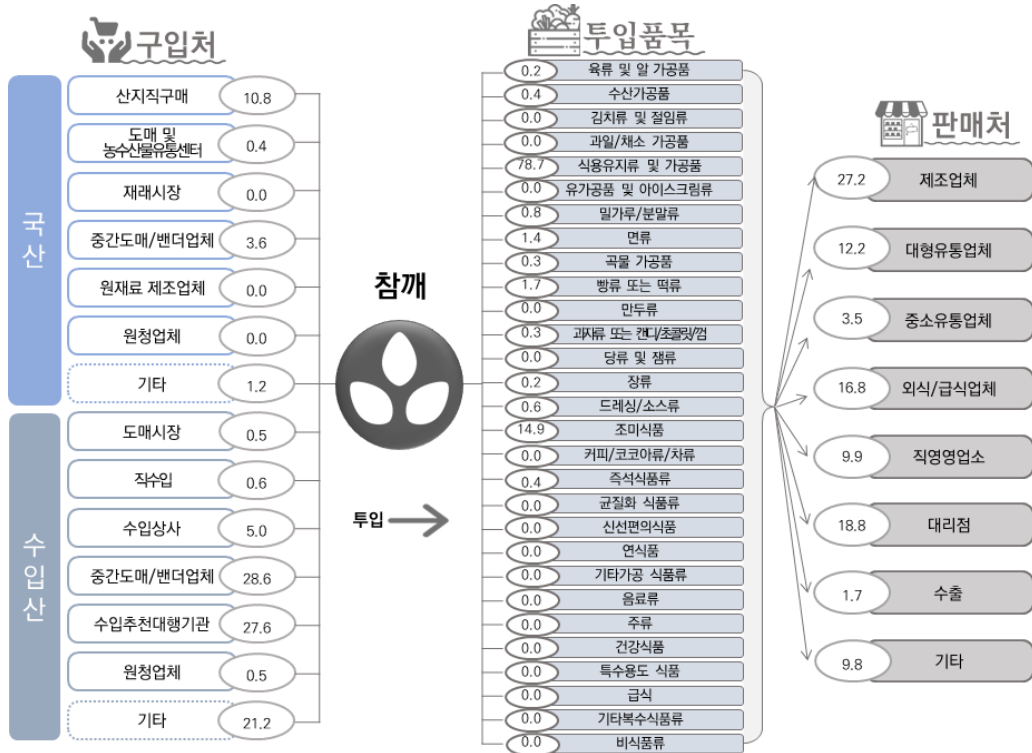 구입처
국산
산지직구매 10.8
도매 및
농수산물유통센터 0.4
재래시장 0.0
중간도매/밴더업체 3.6
원재료 제조업체 0.0
원청업체 0.0
기타 1.2
수입산
도매시장 0.5
직수입 0.6
수입상사 5.0
중간도매/밴더업체 28.6
수입추천대행기관 27.6
원청업체 0.5
기타 21.2
참깨
투입
투입품목
0.2 육류 및 알 가공품
0.4 수산가공품
0.0 김치류 및 절임류
0.0 과일/채소 가공품
78.7 식용유지류 및 가공품
0.0 유가공품 및 아이스크림류
0.8 밀가루/분말류
1.4 면류
0.3 곡물 가공품
1.7 빵류 또는 떡류
0.0 만두류
0.3 과자류 또는 캔디/초콜릿/껌
0.0 당류 및 잼류
0.2 장류
0.6 드레싱/소스류
14.9 조미식품
0.0 커피/코코아류/차류
0.4 즉석식품류
0.0 균질화 식품류
0.0 신선편의식품
0.0 연식품
0.0 기타가공 식품류
0.0 음료류
0.0 주류
0.0 건강식품
0.0 특수용도 식품
0.0 급식
0.0 기타복수식품류
0.0 비식품류
판매처
27.2 제조업체
12.2 대형유통업체
3.5 중소유통업체
16.8 외식/급식업체
9.9 직영영업소
18.8 대리점
1.7 수출
9.8 기타